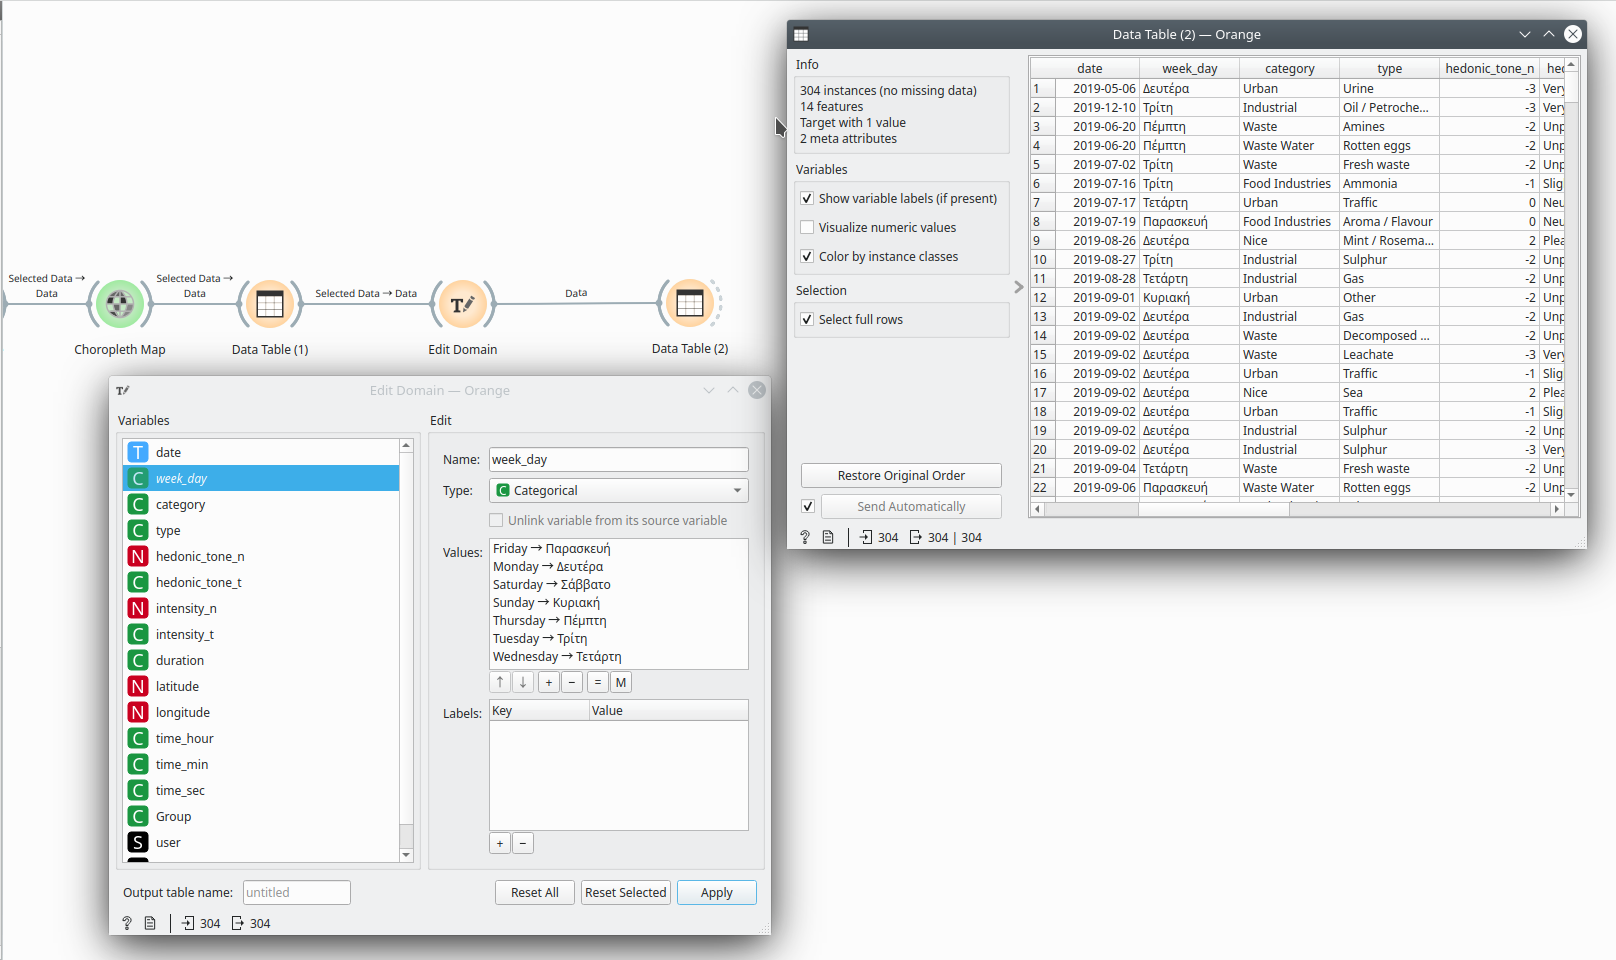 Selected Data → Data
Selected Data → Data
Selected Data → Data
Data
Choropleth Map
Data Table (1)
Edit Domain
Data Table (2)
Data Table (2) — Orange
Info
304 instances (no missing data)
14 features
Target with 1 value
2 meta attributes
Variables
Show variable labels (if present)
Visualize numeric values
Color by instance classes
Selection
Select full rows
Restore Original Order
Send Automatically
304 304 | 304
date week_day category type hedonic_tone_n hed
1 2019-05-06 Δευτέρα Urban Urine -3 Very
2 2019-12-10 Τρίτη Industrial Oil / Petroche... -3 Very
3 2019-06-20 Πέμπτη Waste Amines -2 Unp
4 2019-06-20 Πέμπτη Waste Water Rotten eggs -2 Unp
5 2019-07-02 Τρίτη Waste Fresh waste -2 Unp
6 2019-07-16 Τρίτη Food Industries Ammonia -1 Slig
7 2019-07-17 Τετάρτη Urban Traffic 0 Neu
8 2019-07-19 Παρασκευή Food Industries Aroma / Flavour 0 Neu
9 2019-08-26 Δευτέρα Nice Mint / Rosema... 2 Plea
10 2019-08-27 Τρίτη Industrial Sulphur -2 Unp
11 2019-08-28 Τετάρτη Industrial Gas -2 Unp
12 2019-09-01 Κυριακή Urban Other -2 Unp
13 2019-09-02 Δευτέρα Industrial Gas -2 Unp
14 2019-09-02 Δευτέρα Waste Decomposed ... -2 Unp
15 2019-09-02 Δευτέρα Waste Leachate -3 Very
16 2019-09-02 Δευτέρα Urban Traffic -1 Slig
17 2019-09-02 Δευτέρα Nice Sea 2 Plea
18 2019-09-02 Δευτέρα Urban Traffic -1 Slig
19 2019-09-02 Δευτέρα Industrial Sulphur -2 Unp
20 2019-09-02 Δευτέρα Industrial Sulphur -3 Very
21 2019-09-04 Τετάρτη Waste Fresh waste -2 Unp
22 2019-09-06 Παρασκευή Waste Water Rotten eggs -2 Unp
Edit Domain — Orange
Variables
T date
C week_day
C category
C type
N hedonic_tone_n
C hedonic_tone_t
N intensity_n
C intensity_t
C duration
N latitude
N longitude
C time_hour
C time_min
C time_sec
C Group
S user
Edit
Name: week_day
Type: C Categorical
Unlink variable from its source variable
Values:
Friday → Παρασκευή
Monday → Δευτέρα
Saturday → Σάββατο
Sunday → Κυριακή
Thursday → Πέμπτη
Tuesday → Τρίτη
Wednesday → Τετάρτη
↑ ↓ + − = M
Labels:
Key Value
+ −
Output table name: untitled
Reset All Reset Selected Apply
? 304 304